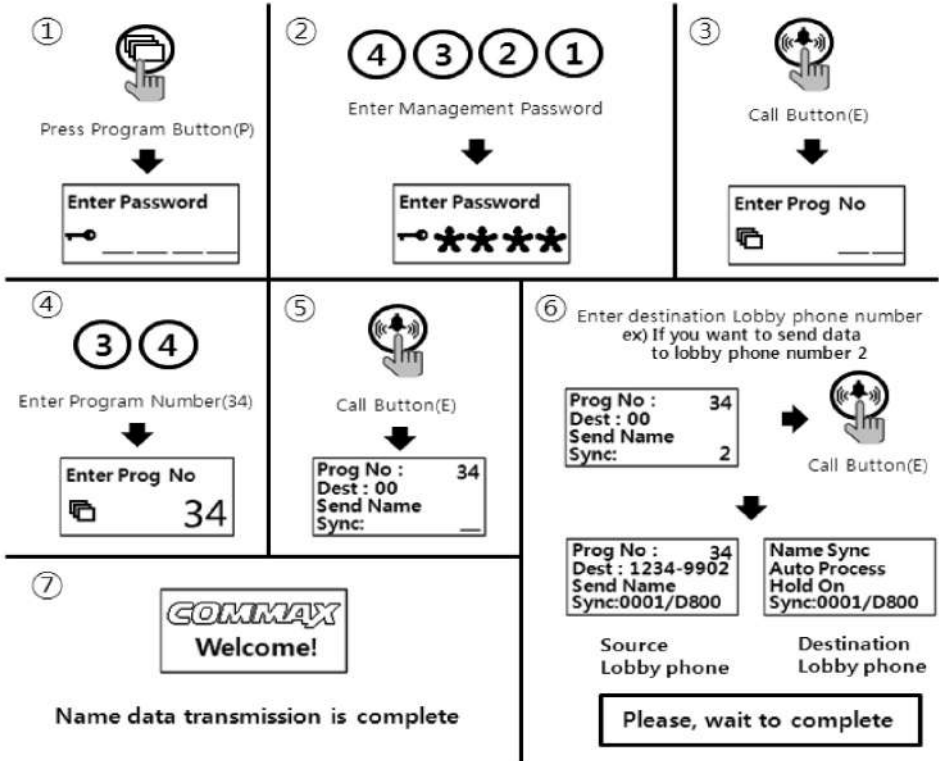 ①
Press Program Button(P)
Enter Password
②
4 3 2 1
Enter Management Password
Enter Password
③
Call Button(E)
Enter Prog No
④
3 4
Enter Program Number(34)
Enter Prog No
34
⑤
Call Button(E)
Prog No : 34
Dest : 00
Send Name
Sync: __
⑥
Enter destination Lobby phone number
ex) If you want to send data
to lobby phone number 2
Prog No : 34
Dest : 00
Send Name
Sync: 2
Call Button(E)
Prog No : 34
Dest : 1234-9902
Send Name
Sync:0001/D800
Source
Lobby phone
Name Sync
Auto Process
Hold On
Sync:0001/D800
Destination
Lobby phone
Please, wait to complete
⑦
COMMAX
Welcome!
Name data transmission is complete